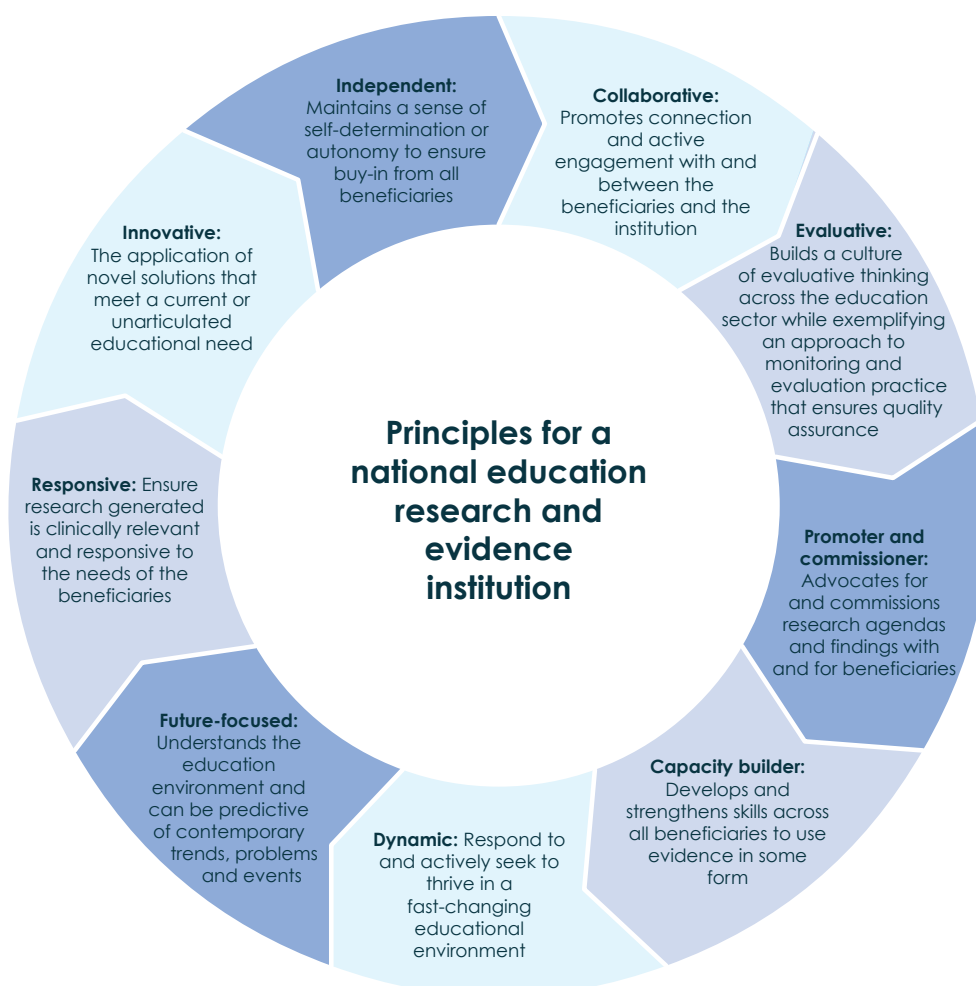 Independent:
Maintains a sense of
self-determination or
autonomy to ensure
buy-in from all
beneficiaries
Collaborative:
Promotes connection
and active
engagement with and
between the
beneficiaries and the
institution
Evaluative:
Builds a culture
of evaluative thinking
across the education
sector while exemplifying
an approach to
monitoring and
evaluation practice
that ensures quality
assurance
Promoter and
commissioner:
Advocates for
and commissions
research agendas
and findings with
and for beneficiaries
Capacity builder:
Develops and
strengthens skills across
all beneficiaries to use
evidence in some
form
Dynamic: Respond to
and actively seek to
thrive in a
fast-changing
educational
environment
Future-focused:
Understands the
education
environment and
can be predictive
of contemporary
trends, problems
and events
Responsive: Ensure
research generated
is clinically relevant
and responsive to
the needs of the
beneficiaries
Innovative:
The application of
novel solutions that
meet a current or
unarticulated
educational need
Principles for a
national education
research and
evidence
institution